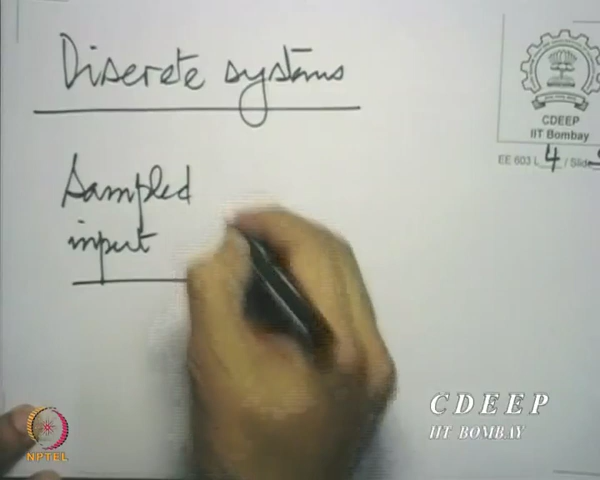 Discrete systems
Sampled
input
CDEEP
IIT Bombay
EE 603 L 4 / Slide
CDEEP
IIT BOMBAY
NPTEL